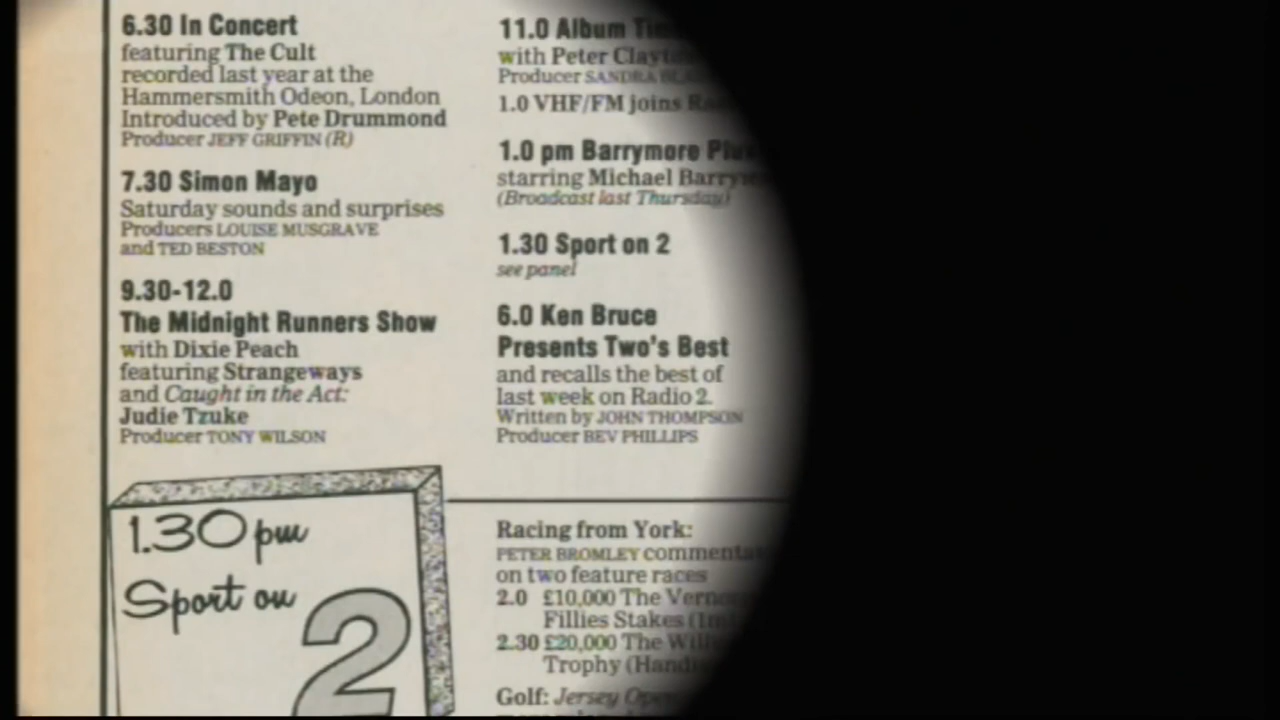 6.30 In Concert
featuring The Cult
recorded last year at the
Hammersmith Odeon, London
Introduced by Pete Drummond
Producer JEFF GRIFFIN (R)
7.30 Simon Mayo
Saturday sounds and surprises
Producers LOUISE MUSGRAVE
and TED BESTON
9.30-12.0
The Midnight Runners Show
with Dixie Peach
featuring Strangeways
and Caught in the Act:
Judie Tzuke
Producer TONY WILSON
11.0 Album
with Peter
Producer SANDRA
1.0 VHF/FM joins
1.0 pm Barrymore
starring Michael
(Broadcast last Thursday)
1.30 Sport on 2
see panel
6.0 Ken Bruce
Presents Two's Best
and recalls the best of
last week on Radio 2.
Written by JOHN THOMPSON
Producer BEV PHILLIPS
1.30 pm
Sport on
2
Racing from York:
PETER BROMLEY
on two feature races
2.0 £10,000 The
Fillies Stakes
2.30 £20,000 The
Trophy
Golf: Jersey